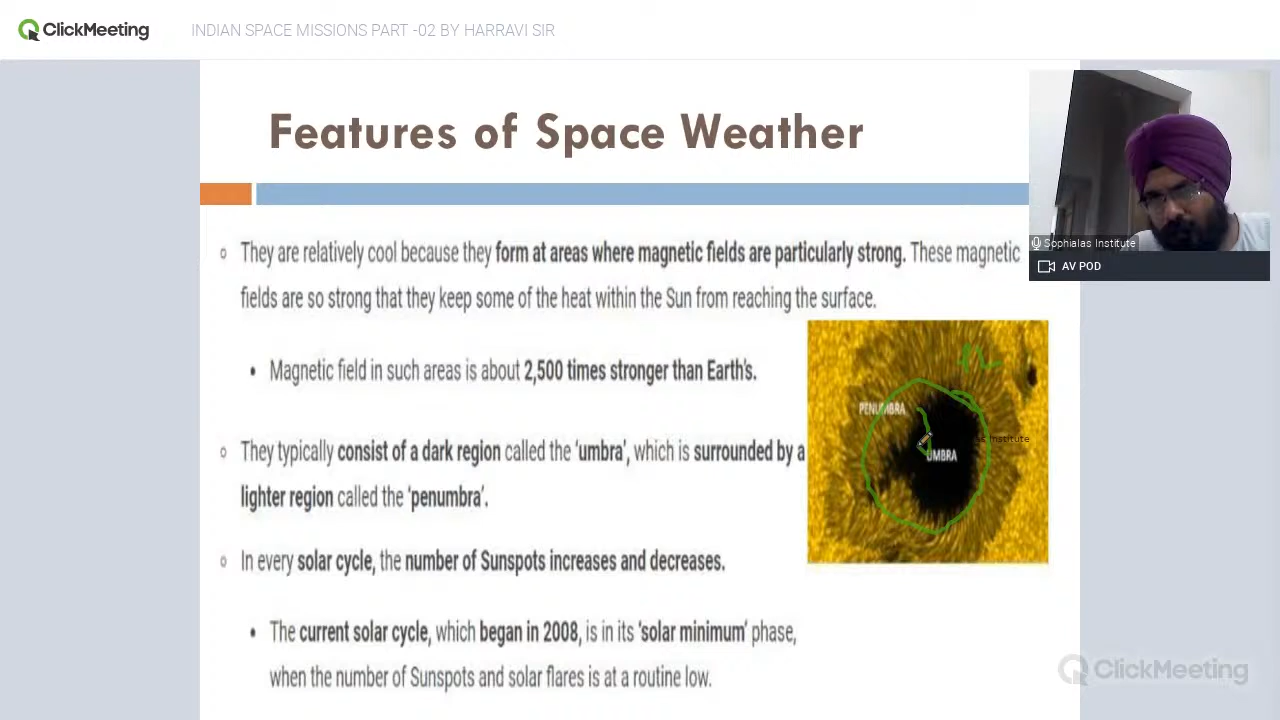 ClickMeeting
INDIAN SPACE MISSIONS PART -02 BY HARRAVI SIR
Features of Space Weather
Sophialas Institute
AV POD
They are relatively cool because they form at areas where magnetic fields are particularly strong. These magnetic
fields are so strong that they keep some of the heat within the Sun from reaching the surface.
• Magnetic field in such areas is about 2,500 times stronger than Earth's.
They typically consist of a dark region called the 'umbra', which is surrounded by a
lighter region called the 'penumbra'.
PENUMBRA
Institute
UMBRA
In every solar cycle, the number of Sunspots increases and decreases.
• The current solar cycle, which began in 2008, is in its 'solar minimum' phase,
when the number of Sunspots and solar flares is at a routine low.
ClickMeeting